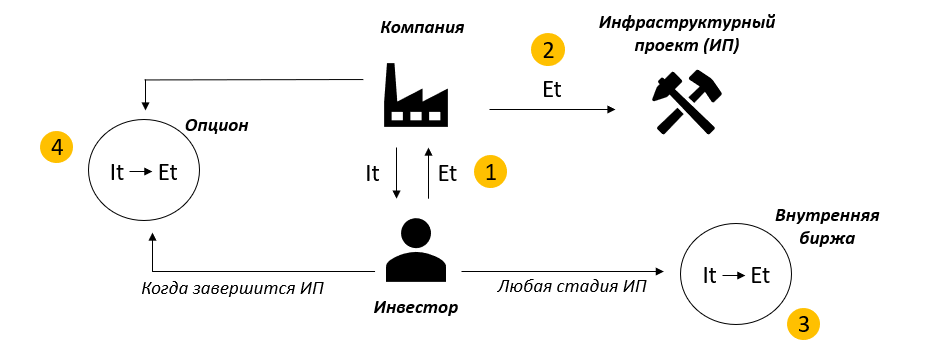 Компания
Инфраструктурный
проект (ИП)
2
Et
Опцион
4
It → Et
It
Et
1
Внутренняя
биржа
It → Et
Когда завершится ИП
Любая стадия ИП
Инвестор
3